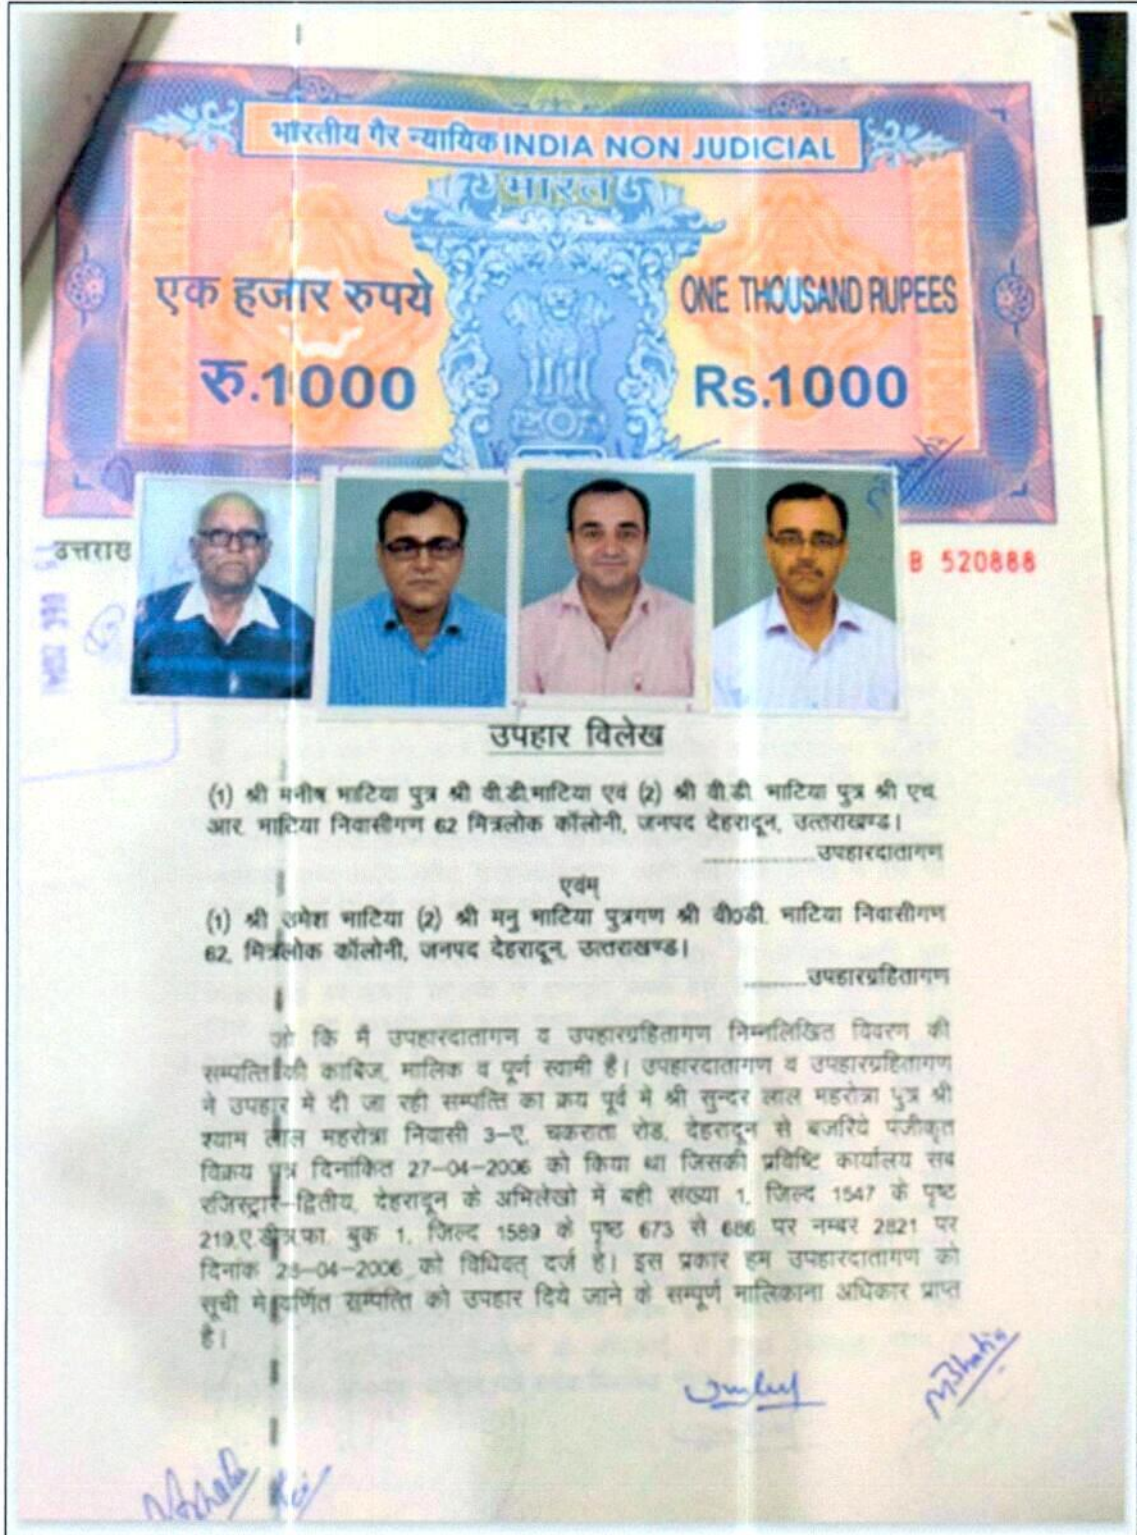 भारतीय गैर न्यायिक INDIA NON JUDICIAL
भारत
एक हजार रुपये ONE THOUSAND RUPEES
रु.1000 Rs.1000
उत्तराख B 520888
उपहार विलेख
(1) श्री मनीष भाटिया पुत्र श्री वी.डी.भाटिया एवं (2) श्री वी.डी. भाटिया पुत्र श्री एच.
आर. भाटिया निवासीगण 62 मित्रलोक कॉलोनी, जनपद देहरादून, उत्तराखण्ड।
..............उपहारदातागण
एवंम्
(1) श्री उमेश भाटिया (2) श्री मनु भाटिया पुत्रगण श्री वी0डी. भाटिया निवासीगण
62, मित्रलोक कॉलोनी, जनपद देहरादून, उत्तराखण्ड।
.........उपहारग्रहितागण
जो कि मैं उपहारदातागण व उपहारग्रहितागण निम्नलिखित विवरण की
सम्पत्ति की काबिज, मालिक व पूर्ण स्वामी है। उपहारदातागण व उपहारग्रहितागण
ने उपहार में दी जा रही सम्पत्ति का क्रय पूर्व में श्री सुन्दर लाल महरोत्रा पुत्र श्री
श्याम लाल महरोत्रा निवासी 3-ए, चकराता रोड, देहरादून से बजरिये पंजीकृत
विक्रय पत्र दिनांकित 27-04-2006 को किया था जिसकी प्रविष्टि कार्यालय सब
रजिस्ट्रार-द्वितीय, देहरादून के अभिलेखो में बही संख्या 1, जिल्द 1547 के पृष्ठ
219,ए.डी.फा. बुक 1, जिल्द 1589 के पृष्ठ 673 से 686 पर नम्बर 2821 पर
दिनांक 28-04-2006 को विधिवत् दर्ज है। इस प्रकार हम उपहारदातागण को
सूची में वर्णित सम्पत्ति को उपहार दिये जाने के सम्पूर्ण मालिकाना अधिकार प्राप्त
है।
MBhatia